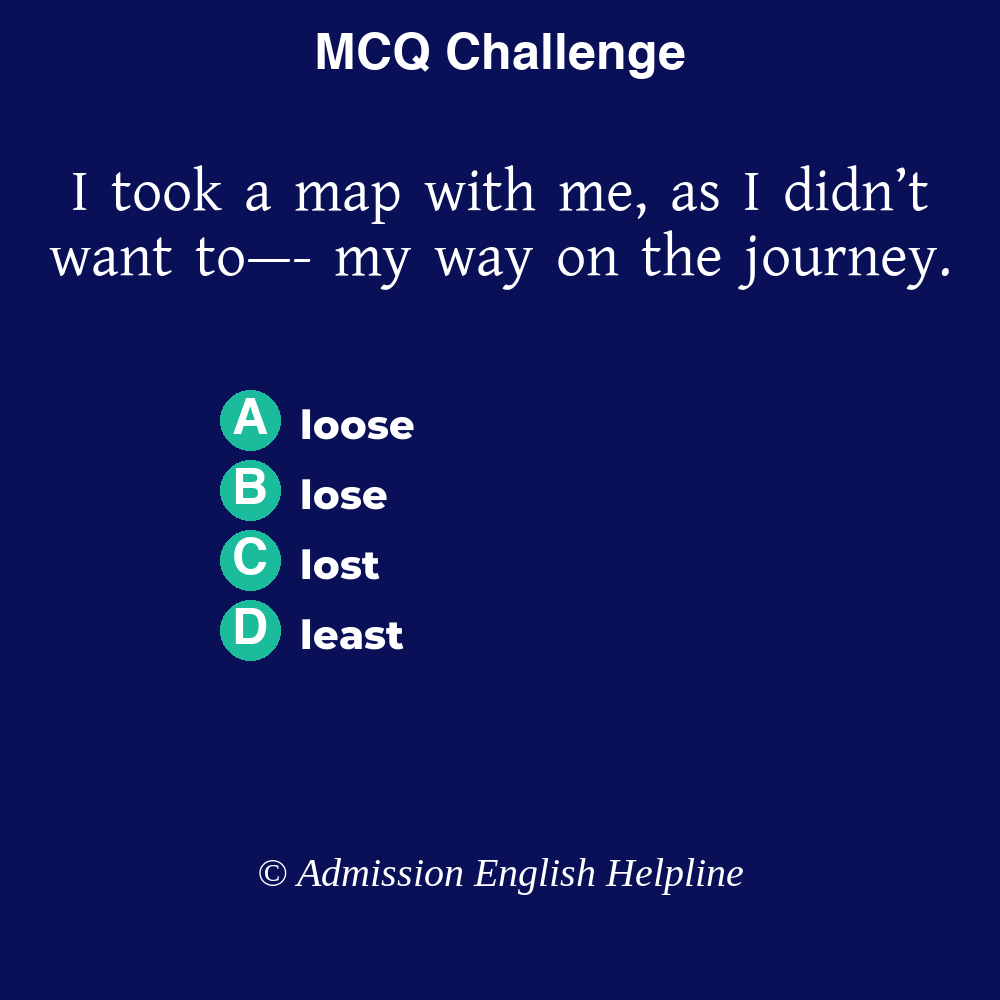 MCQ Challenge
I took a map with me, as I didn’t
want to—- my way on the journey.
A loose
B lose
C lost
D least
© Admission English Helpline